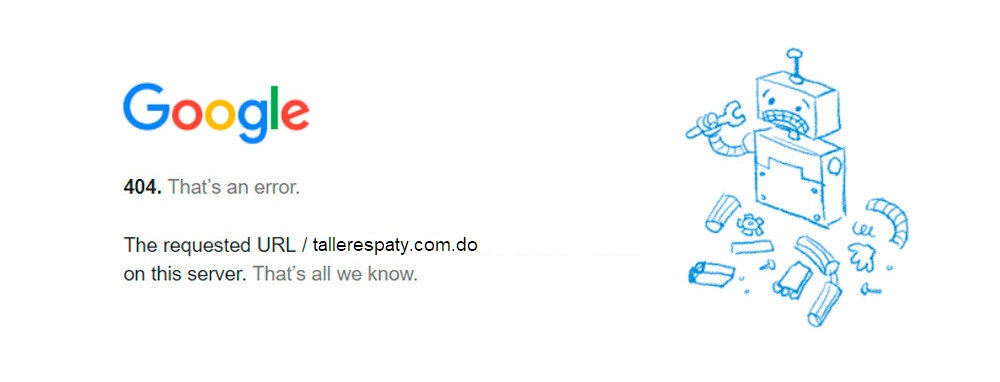 Google
404. That's an error.
The requested URL / tallerespaty.com.do
on this server. That's all we know.